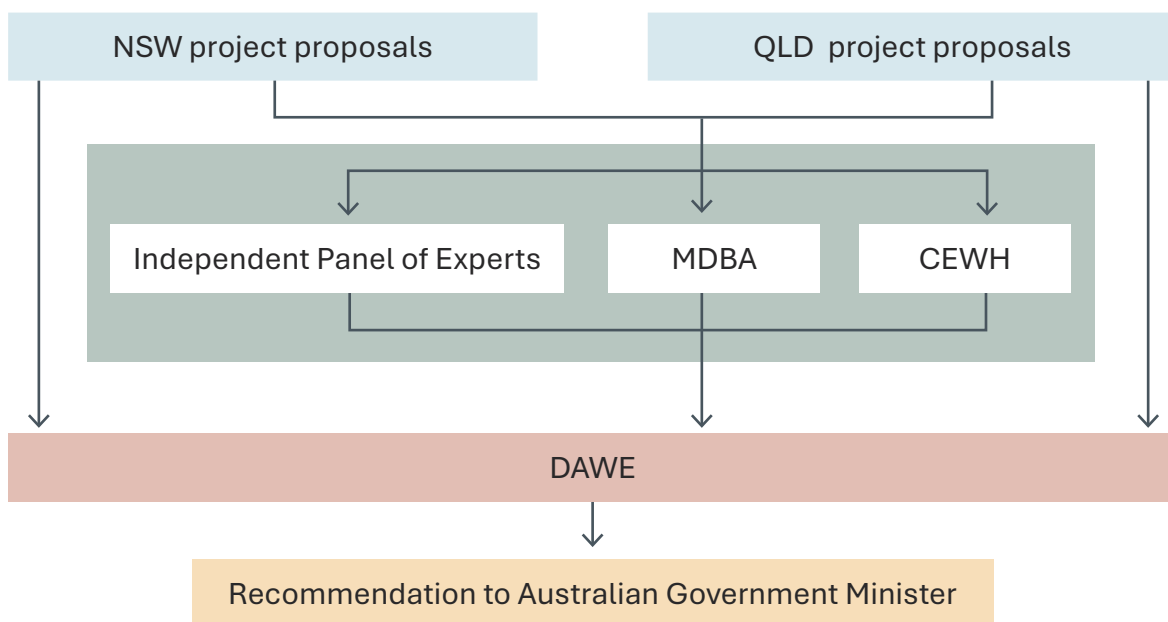 NSW project proposals
QLD project proposals
Independent Panel of Experts
MDBA
CEWH
DAWE
Recommendation to Australian Government Minister